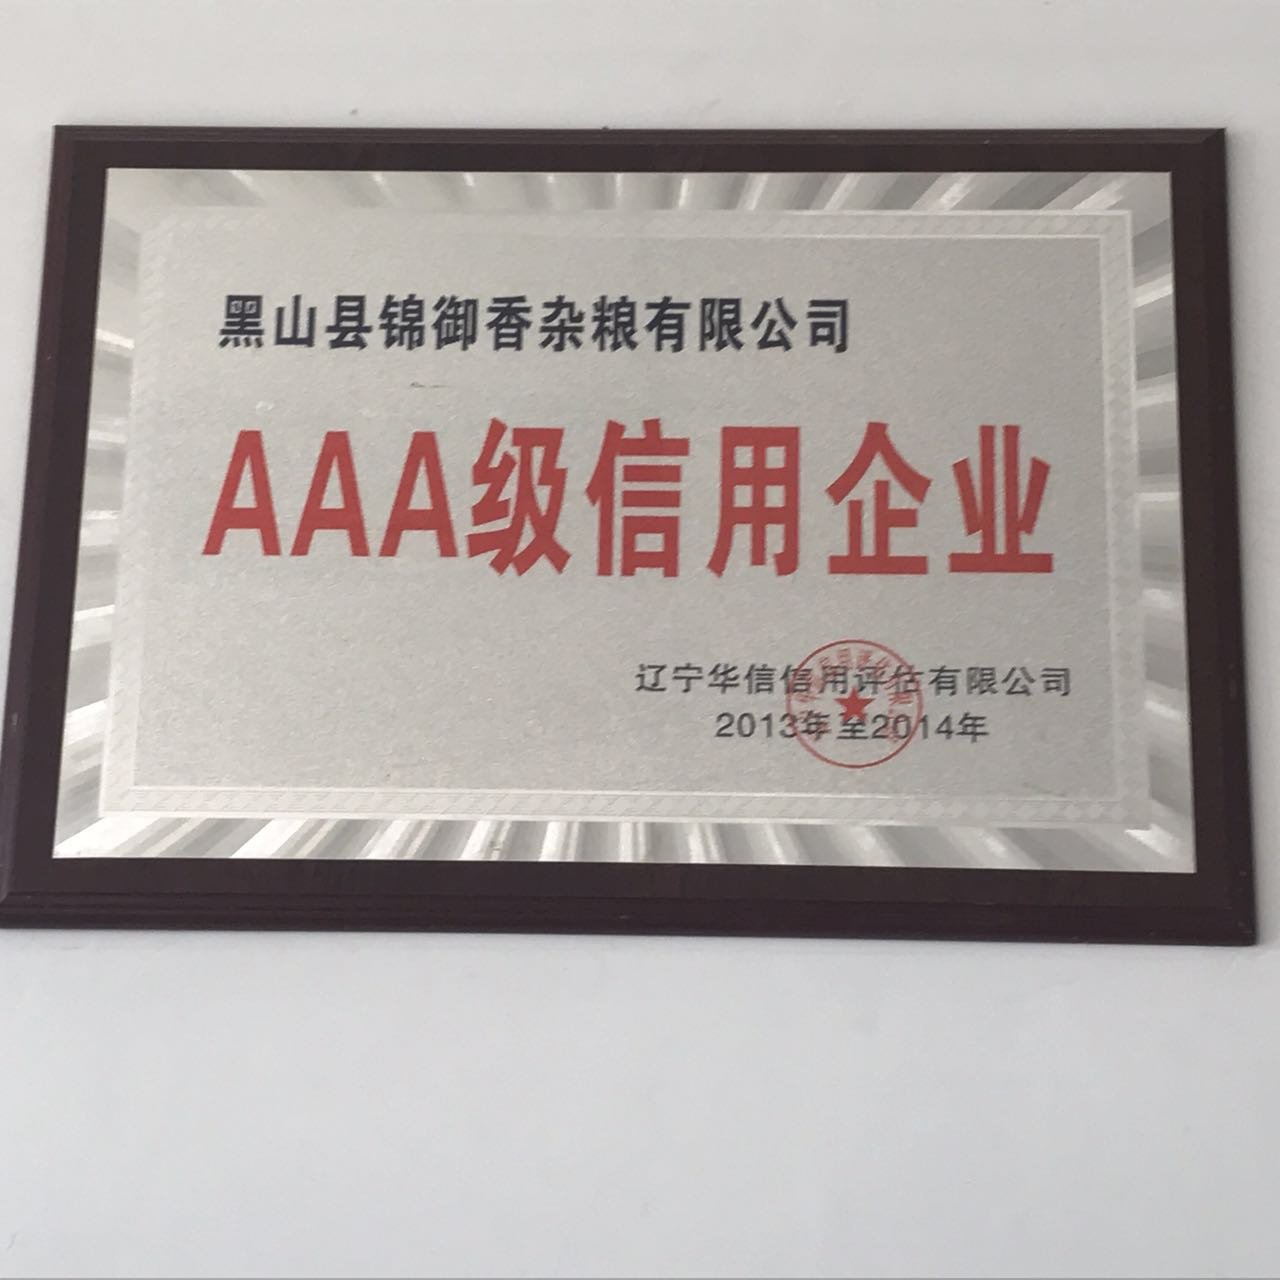 黑山县锦御香杂粮有限公司
AAA级信用企业
辽宁华信信用评估有限公司
2013年至2014年